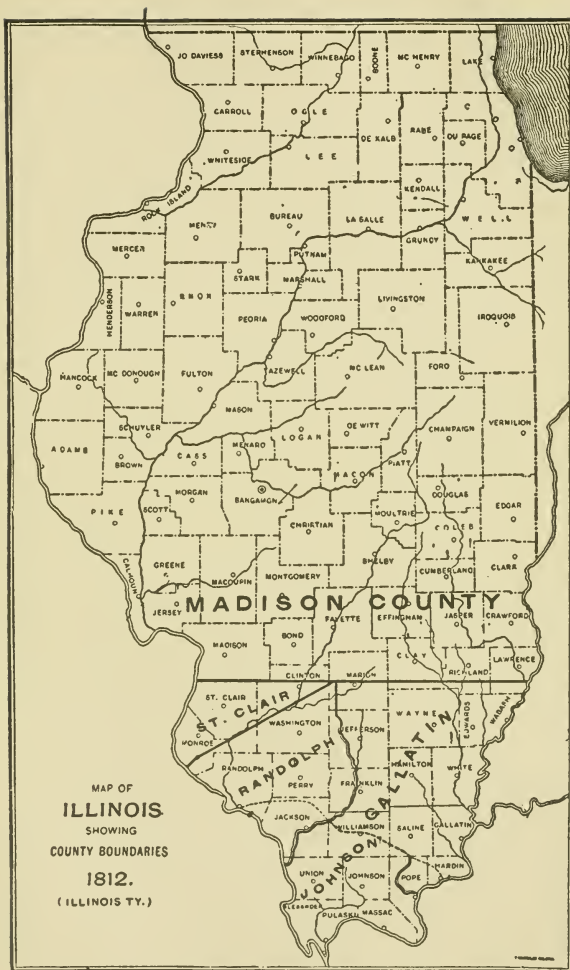 JO DAVIESS
STEPHENSON
WINNEBAGO
BOONE
MC HENRY
LAKE
CARROLL
OGLE
DE KALB
KANE
DU PAGE
WHITESIDE
LEE
KENDALL
ROCK ISLAND
WILL
HENRY
BUREAU
LA SALLE
GRUNDY
MERCER
PUTNAM
KANKAKEE
STARK
MARSHALL
HENDERSON
WARREN
KNOX
PEORIA
WOODFORD
LIVINGSTON
IROQUOIS
HANCOCK
MC DONOUGH
FULTON
TAZEWELL
MC LEAN
FORD
MASON
SCHUYLER
LOGAN
DE WITT
CHAMPAIGN
VERMILION
ADAMS
BROWN
CASS
MENARD
MACON
PIATT
PIKE
SCOTT
MORGAN
SANGAMON
MOULTRIE
DOUGLAS
EDGAR
CHRISTIAN
COLES
GREENE
SHELBY
CALHOUN
MACOUPIN
MONTGOMERY
CUMBERLAND
CLARK
MADISON COUNTY
JERSEY
FAYETTE
EFFINGHAM
JASPER
CRAWFORD
MADISON
BOND
CLAY
RICHLAND
LAWRENCE
CLINTON
MARION
ST. CLAIR
ST. CLAIR
WASHINGTON
JEFFERSON
WAYNE
EDWARDS
WABASH
MONROE
RANDOLPH
RANDOLPH
PERRY
FRANKLIN
HAMILTON
WHITE
GALLATIN
JACKSON
WILLIAMSON
SALINE
GALLATIN
JOHNSON
UNION
JOHNSON
POPE
HARDIN
ALEXANDER
PULASKI
MASSAC
MAP OF
ILLINOIS
SHOWING
COUNTY BOUNDARIES
1812.
(ILLINOIS TY.)